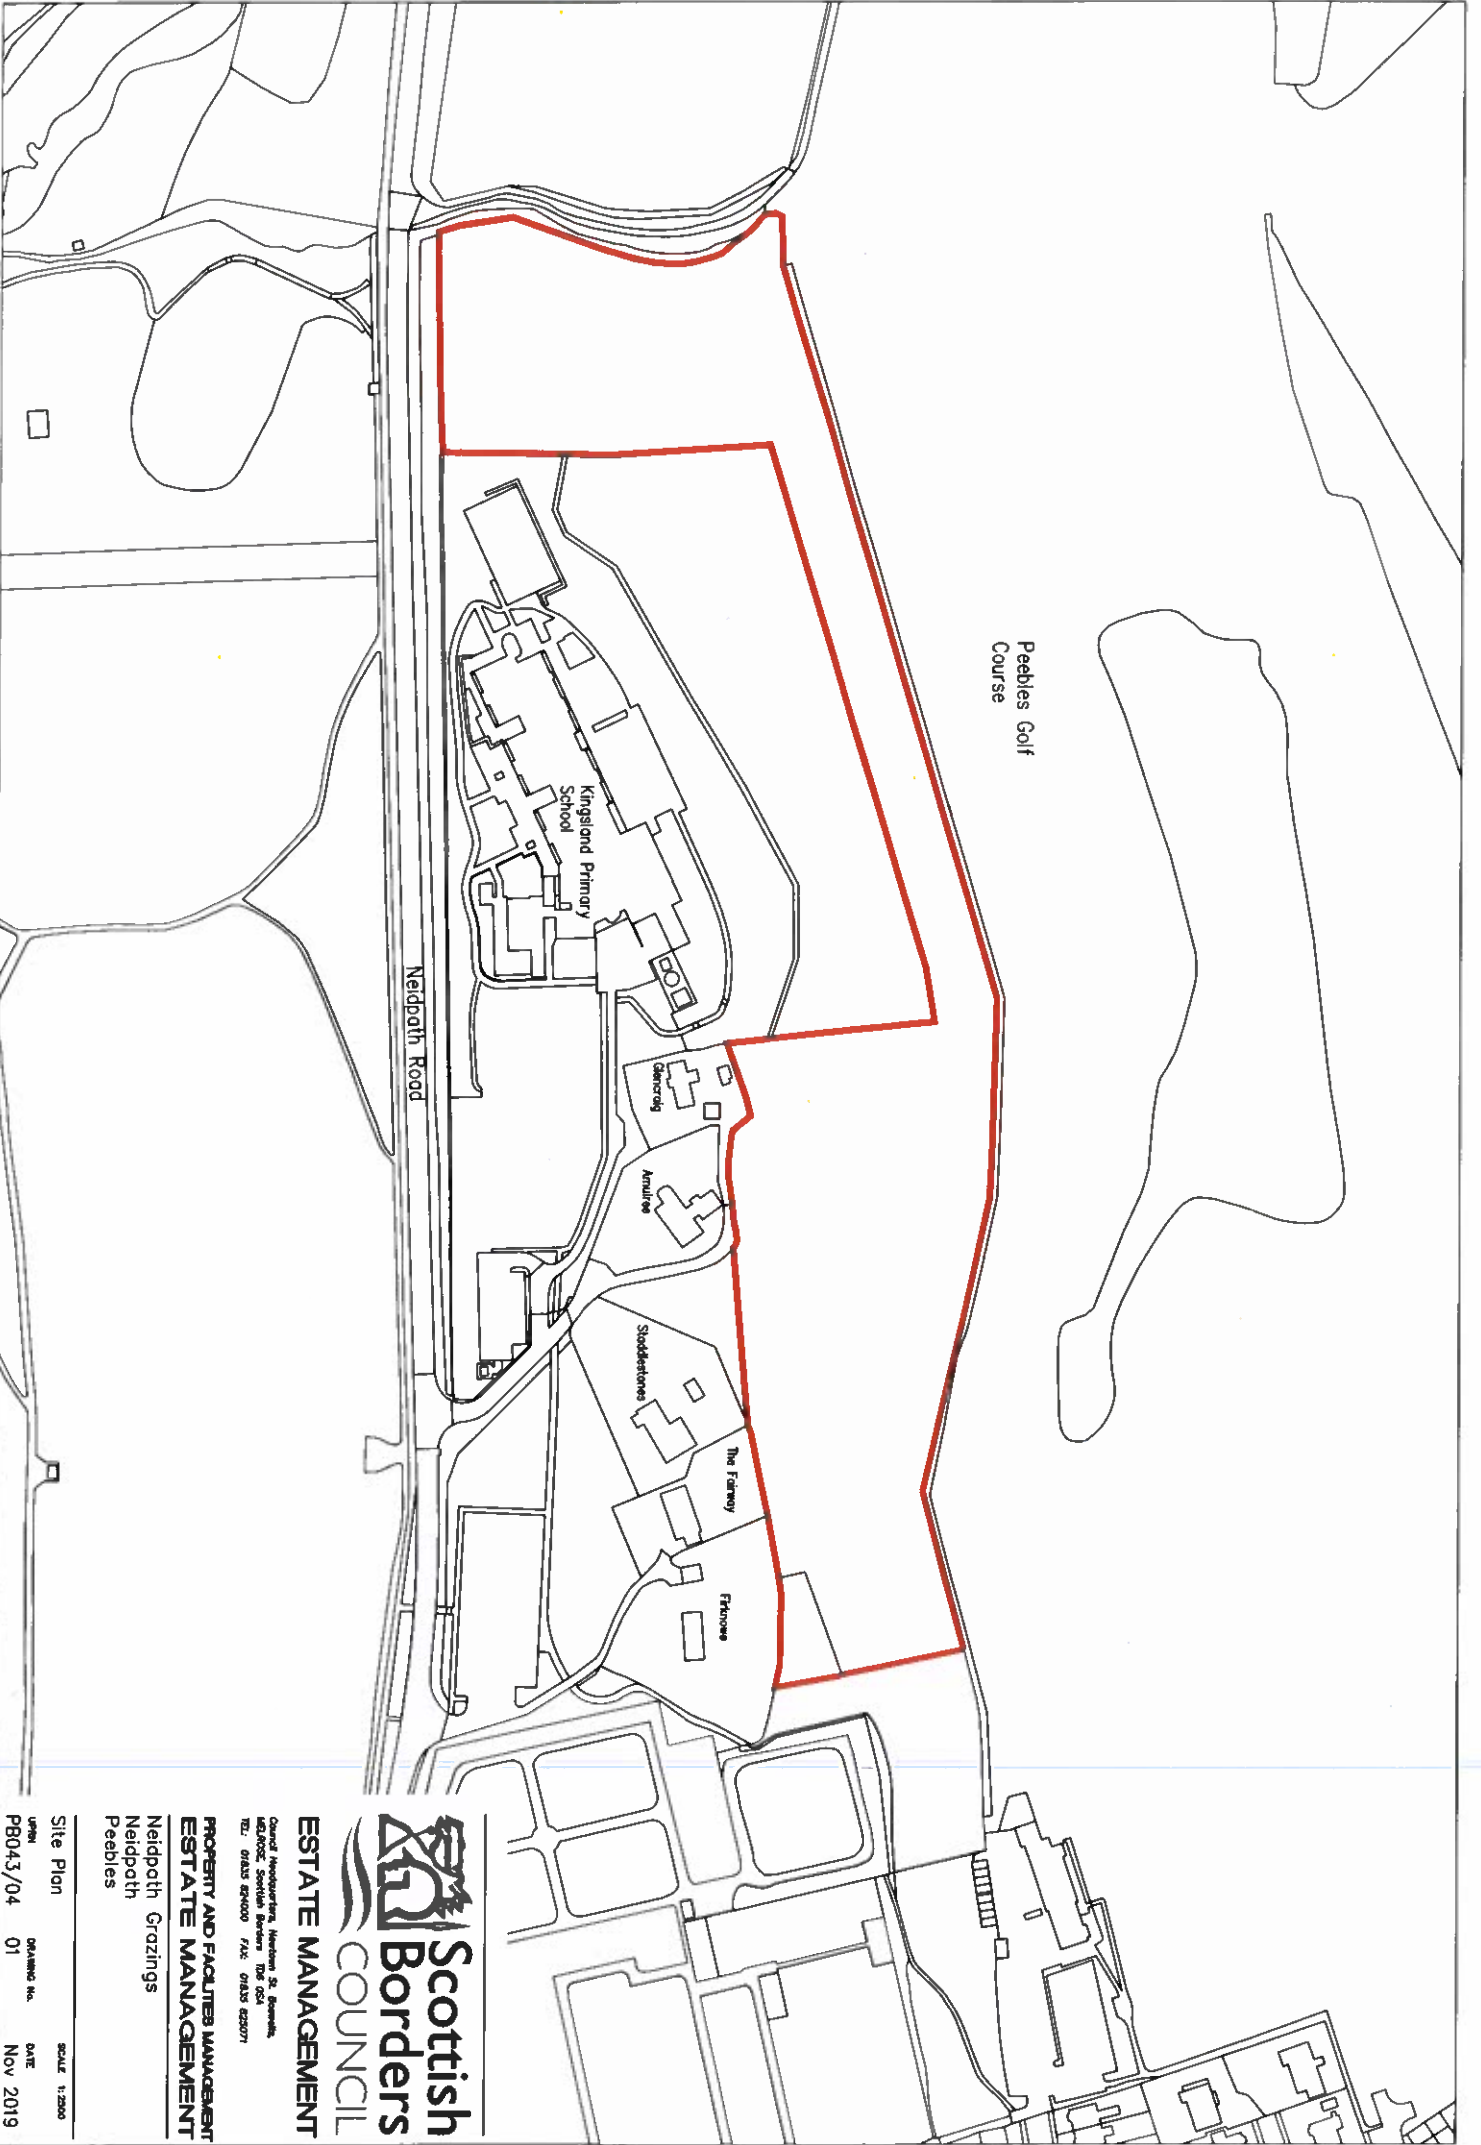 Peebles Golf
Course
Kingsland Primary
School
Neidpath Road
Glencraig
Arnuiree
Staddlestones
The Fairway
Firknowe
Scottish
Borders
COUNCIL
ESTATE MANAGEMENT
Council Headquarters, Newtown St. Boswells,
MELROSE, Scottish Borders TD6 0SA
TEL: 01835 824000 FAX: 01835 825071
PROPERTY AND FACILITIES MANAGEMENT
ESTATE MANAGEMENT
Neidpath Grazings
Neidpath
Peebles
Site Plan
SCALE 1:2500
UPRN DRAWING No. DATE
PB043/04 01 Nov 2019